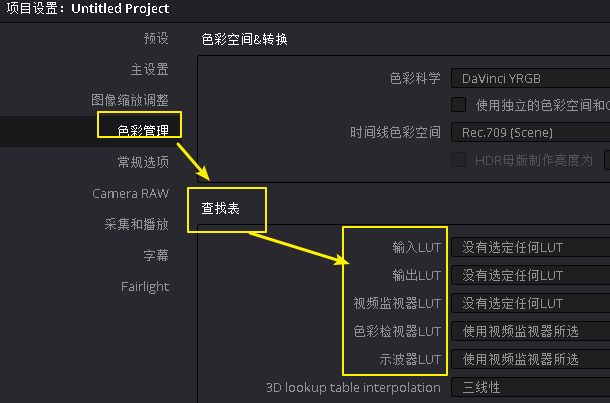 项目设置：Untitled Project
预设
主设置
图像缩放调整
色彩管理
常规选项
Camera RAW
采集和播放
字幕
Fairlight
色彩空间&转换
色彩科学 DaVinci YRGB
使用独立的色彩空间和
时间线色彩空间 Rec.709 (Scene)
HDR母版制作亮度为
查找表
输入LUT 没有选定任何LUT
输出LUT 没有选定任何LUT
视频监视器LUT 没有选定任何LUT
色彩检视器LUT 使用视频监视器所选
示波器LUT 使用视频监视器所选
3D lookup table interpolation 三线性